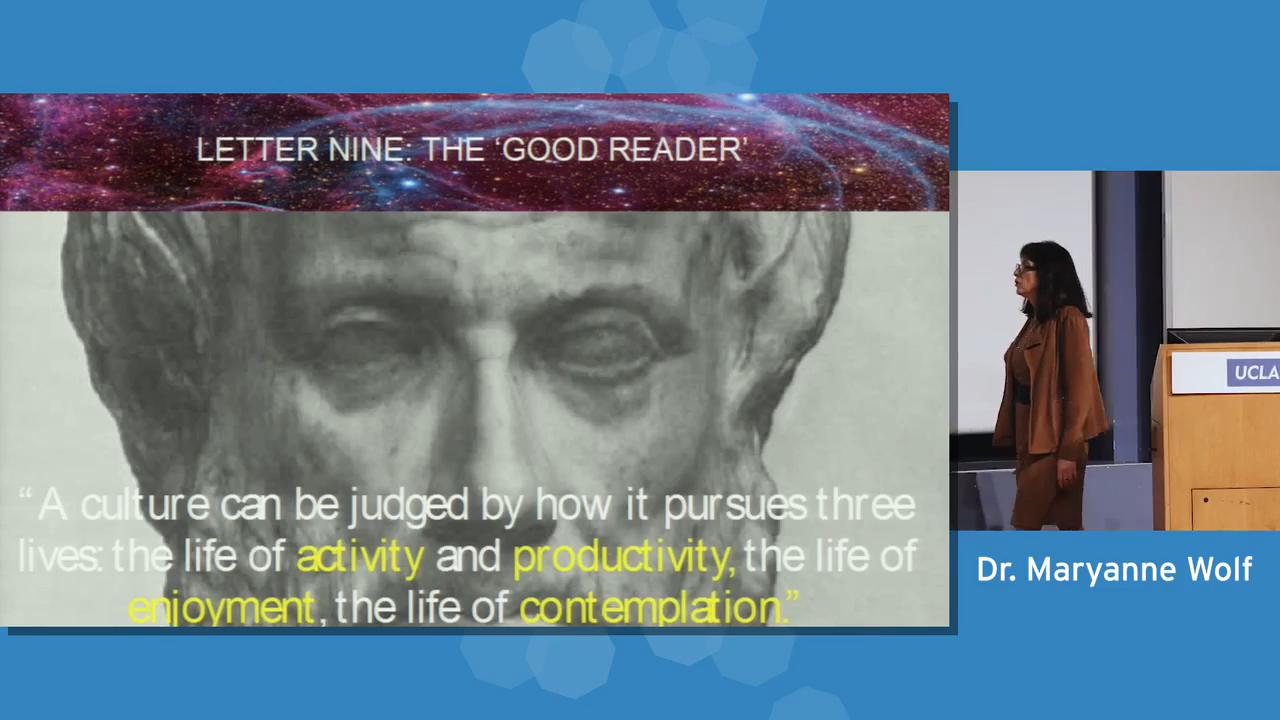 LETTER NINE: THE ‘GOOD READER’
“A culture can be judged by how it pursues three
lives: the life of activity and productivity, the life of
enjoyment, the life of contemplation.”
UCLA
Dr. Maryanne Wolf